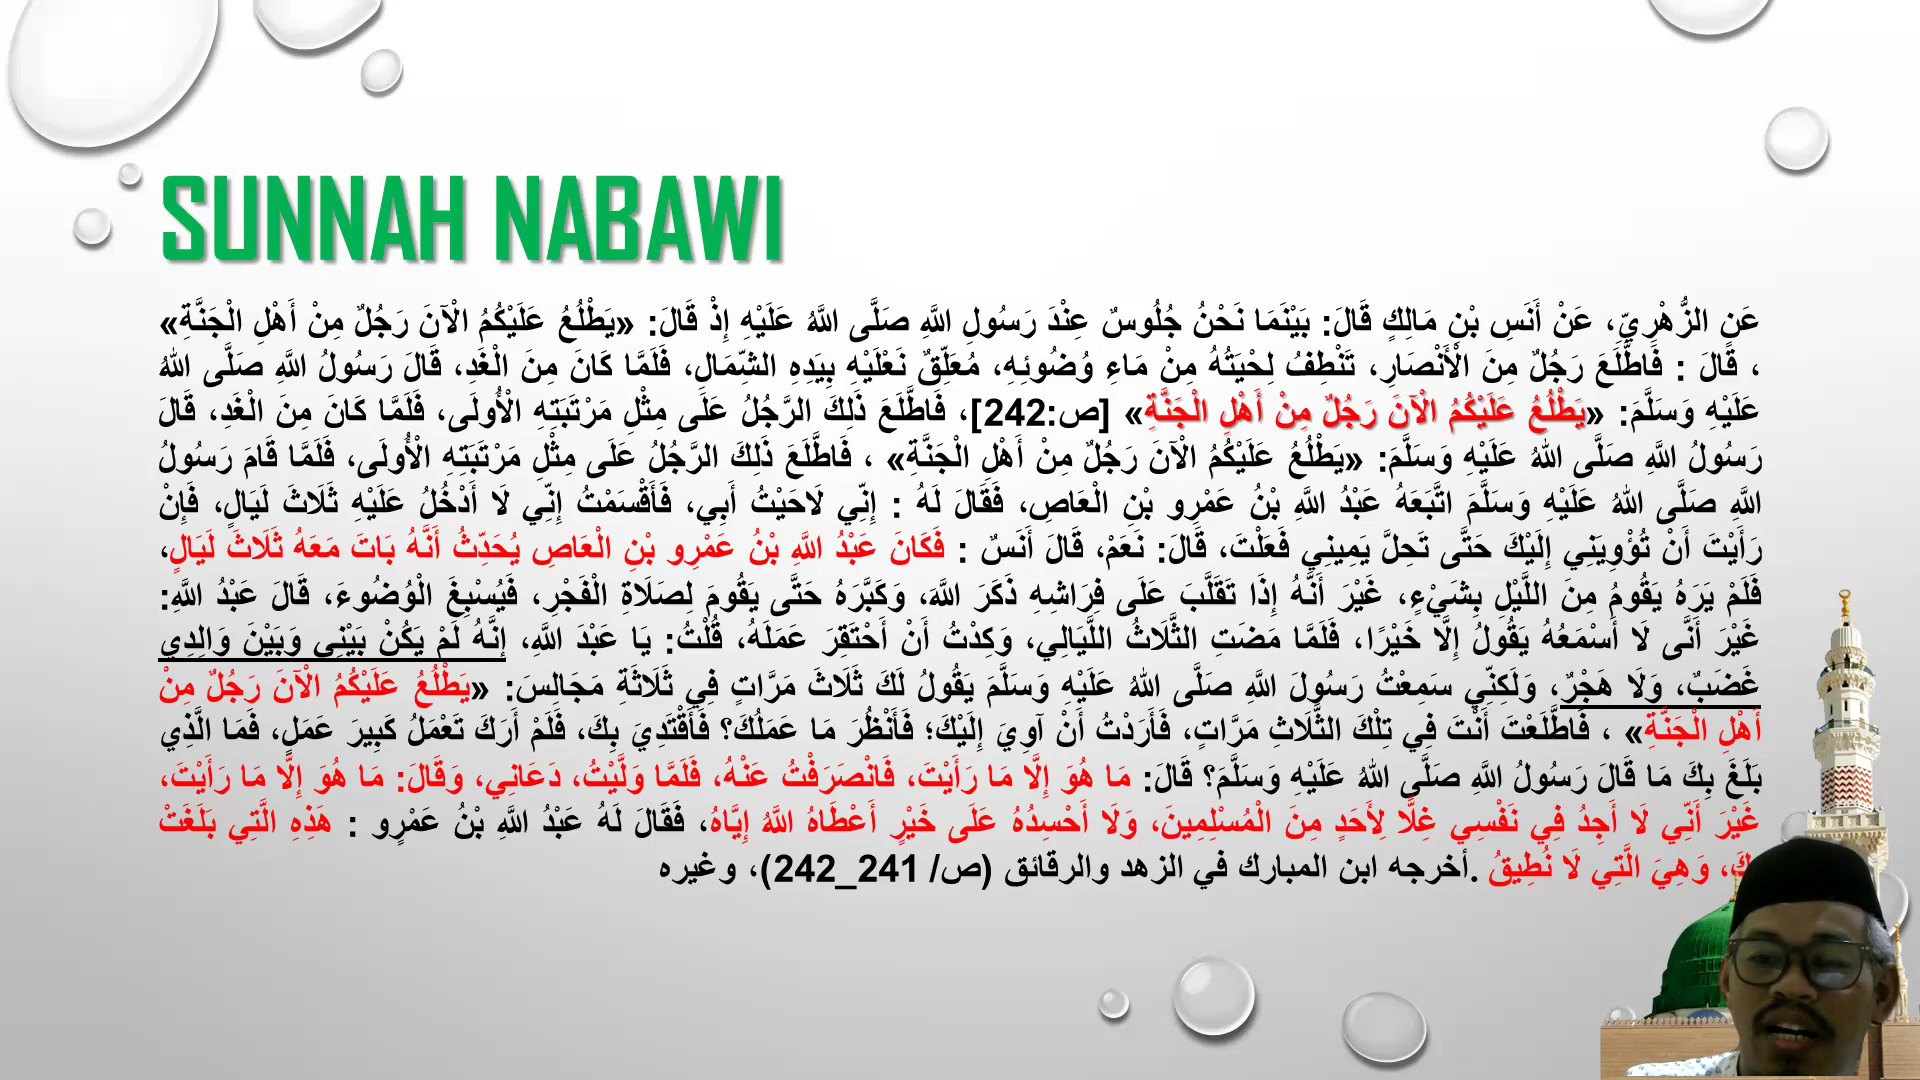 SUNNAH NABAWI
عَنِ الزُّهْرِيِّ، عَنْ أَنَسِ بْنِ مَالِكٍ قَالَ: بَيْنَمَا نَحْنُ جُلُوسٌ عِنْدَ رَسُولِ اللَّهِ صَلَّى اللَّهُ عَلَيْهِ إِذْ قَالَ: «يَطْلُعُ عَلَيْكُمُ الْآنَ رَجُلٌ مِنْ أَهْلِ الْجَنَّةِ»
، قَالَ : فَاطَّلَعَ رَجُلٌ مِنَ الْأَنْصَارِ، تَنْطِفُ لِحْيَتُهُ مِنْ مَاءِ وُضُوئِهِ، مُعَلِّقٌ نَعْلَيْهِ بِيَدِهِ الشِّمَالِ، فَلَمَّا كَانَ مِنَ الْغَدِ، قَالَ رَسُولُ اللَّهِ صَلَّى اللهُ
عَلَيْهِ وَسَلَّمَ: «يَطْلُعُ عَلَيْكُمُ الْآنَ رَجُلٌ مِنْ أَهْلِ الْجَنَّةِ» [ص:242]، فَاطَّلَعَ ذَلِكَ الرَّجُلُ عَلَى مِثْلِ مَرْتَبَتِهِ الْأُولَى، فَلَمَّا كَانَ مِنَ الْغَدِ، قَالَ
رَسُولُ اللَّهِ صَلَّى اللهُ عَلَيْهِ وَسَلَّمَ: «يَطْلُعُ عَلَيْكُمُ الْآنَ رَجُلٌ مِنْ أَهْلِ الْجَنَّةِ» ، فَاطَّلَعَ ذَلِكَ الرَّجُلُ عَلَى مِثْلِ مَرْتَبَتِهِ الْأُولَى، فَلَمَّا قَامَ رَسُولُ
اللَّهِ صَلَّى اللهُ عَلَيْهِ وَسَلَّمَ اتَّبَعَهُ عَبْدُ اللَّهِ بْنُ عَمْرِو بْنِ الْعَاصِ، فَقَالَ لَهُ : إِنِّي لَاحَيْتُ أَبِي، فَأَقْسَمْتُ إِنِّي لَا أَدْخُلُ عَلَيْهِ ثَلَاثَ لَيَالٍ، فَإِنْ
رَأَيْتَ أَنْ تُؤْوِيَنِي إِلَيْكَ حَتَّى تَحِلَّ يَمِينِي فَعَلْتَ، قَالَ: نَعَمْ، قَالَ أَنَسٌ : فَكَانَ عَبْدُ اللَّهِ بْنُ عَمْرِو بْنِ الْعَاصِ يُحَدِّثُ أَنَّهُ بَاتَ مَعَهُ ثَلَاثَ لَيَالٍ،
فَلَمْ يَرَهُ يَقُومُ مِنَ اللَّيْلِ بِشَيْءٍ، غَيْرَ أَنَّهُ إِذَا تَقَلَّبَ عَلَى فِرَاشِهِ ذَكَرَ اللَّهَ، وَكَبَّرَهُ حَتَّى يَقُومَ لِصَلَاةِ الْفَجْرِ، فَيُسْبِغَ الْوُضُوءَ، قَالَ عَبْدُ اللَّهِ:
غَيْرَ أَنَّى لَا أَسْمَعُهُ يَقُولُ إِلَّا خَيْرًا، فَلَمَّا مَضَتِ الثَّلَاثُ اللَّيَالِي، وَكِدْتُ أَنْ أَحْتَقِرَ عَمَلَهُ، قُلْتُ: يَا عَبْدَ اللَّهِ، إِنَّهُ لَمْ يَكُنْ بَيْنِي وَبَيْنَ وَالِدِي
غَضَبٌ، وَلَا هَجْرٌ، وَلَكِنِّي سَمِعْتُ رَسُولَ اللَّهِ صَلَّى اللهُ عَلَيْهِ وَسَلَّمَ يَقُولُ لَكَ ثَلَاثَ مَرَّاتٍ فِي ثَلَاثَةِ مَجَالِسَ: «يَطْلُعُ عَلَيْكُمُ الْآنَ رَجُلٌ مِنْ
أَهْلِ الْجَنَّةِ» ، فَاطَّلَعْتَ أَنْتَ فِي تِلْكَ الثَّلَاثِ مَرَّاتٍ، فَأَرَدْتُ أَنْ آوِيَ إِلَيْكَ؛ فَأَنْظُرَ مَا عَمَلُكَ؟ فَأَقْتَدِيَ بِكَ، فَلَمْ أَرَكَ تَعْمَلُ كَبِيرَ عَمَلٍ، فَمَا الَّذِي
بَلَغَ بِكَ مَا قَالَ رَسُولُ اللَّهِ صَلَّى اللهُ عَلَيْهِ وَسَلَّمَ؟ قَالَ: مَا هُوَ إِلَّا مَا رَأَيْتَ، فَانْصَرَفْتُ عَنْهُ، فَلَمَّا وَلَّيْتُ، دَعَانِي، وَقَالَ: مَا هُوَ إِلَّا مَا رَأَيْتَ،
غَيْرَ أَنِّي لَا أَجِدُ فِي نَفْسِي غِلًّا لِأَحَدٍ مِنَ الْمُسْلِمِينَ، وَلَا أَحْسِدُهُ عَلَى خَيْرٍ أَعْطَاهُ اللَّهُ إِيَّاهُ، فَقَالَ لَهُ عَبْدُ اللَّهِ بْنُ عَمْرٍو : هَذِهِ الَّتِي بَلَغَتْ
بِكَ، وَهِيَ الَّتِي لَا نُطِيقُ .أخرجه ابن المبارك في الزهد والرقائق (ص/ 241_242)، وغيره